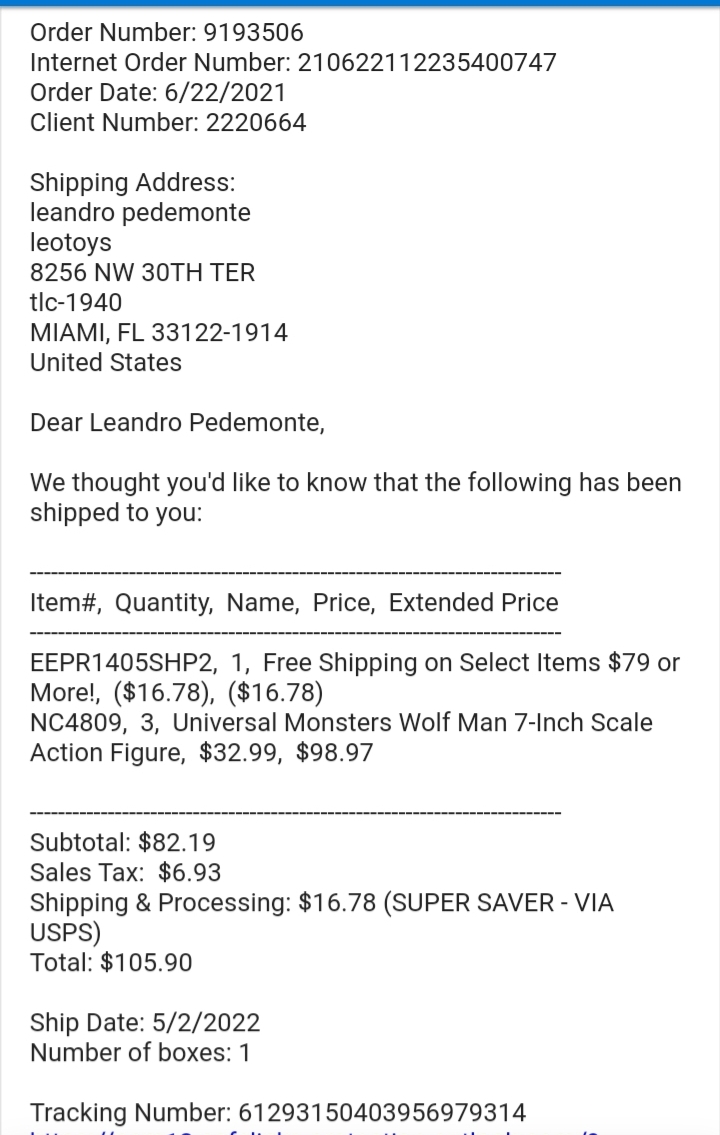 Order Number: 9193506
Internet Order Number: 210622112235400747
Order Date: 6/22/2021
Client Number: 2220664
Shipping Address:
leandro pedemonte
leotoys
8256 NW 30TH TER
tlc-1940
MIAMI, FL 33122-1914
United States
Dear Leandro Pedemonte,
We thought you'd like to know that the following has been
shipped to you:
----------------------------------------------------------------------------
Item#,  Quantity,  Name,  Price,  Extended Price
----------------------------------------------------------------------------
EEPR1405SHP2,  1,  Free Shipping on Select Items $79 or
More!,  ($16.78),  ($16.78)
NC4809,  3,  Universal Monsters Wolf Man 7-Inch Scale
Action Figure,  $32.99,  $98.97
----------------------------------------------------------------------------
Subtotal: $82.19
Sales Tax:  $6.93
Shipping & Processing: $16.78 (SUPER SAVER - VIA
USPS)
Total: $105.90
Ship Date: 5/2/2022
Number of boxes: 1
Tracking Number: 61293150403956979314